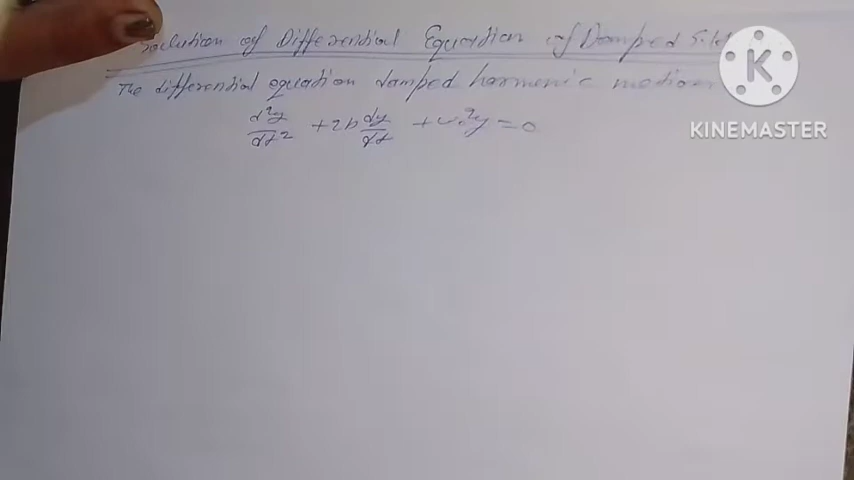 Solution of Differential Equation of Damped S.H
The differential equation damped harmonic motion
d²y/dt² + 2b dy/dt + ω₀²y = 0
K
KINEMASTER